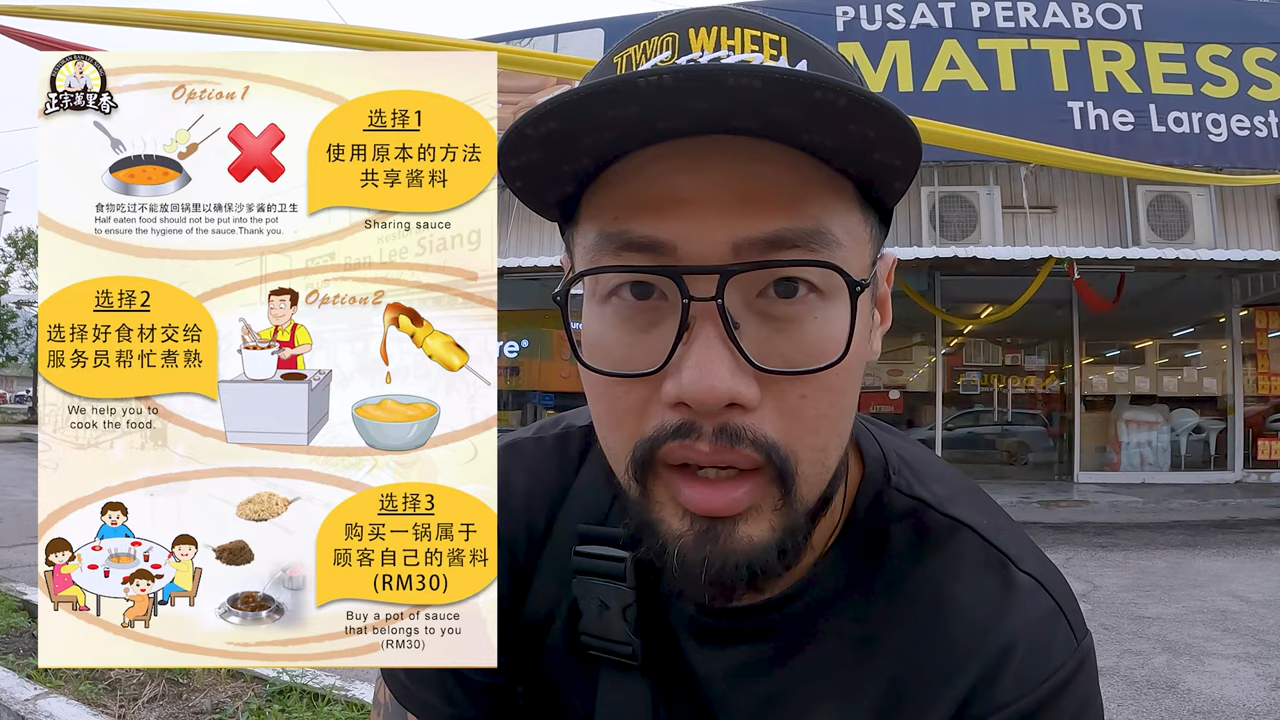 正宗萬里香
Option1
选择1
使用原本的方法
共享酱料
食物吃过不能放回锅里以确保沙爹酱的卫生
Half eaten food should not be put into the pot
to ensure the hygiene of the sauce.Thank you.
Sharing sauce
Ban Lee Siang
选择2
选择好食材交给
服务员帮忙煮熟
Option2
We help you to
cook the food.
选择3
购买一锅属于
顾客自己的酱料
(RM30)
Buy a pot of sauce
that belongs to you
(RM30)
TWO WHEEL
PUSAT PERABOT
MATTRESS
The Largest